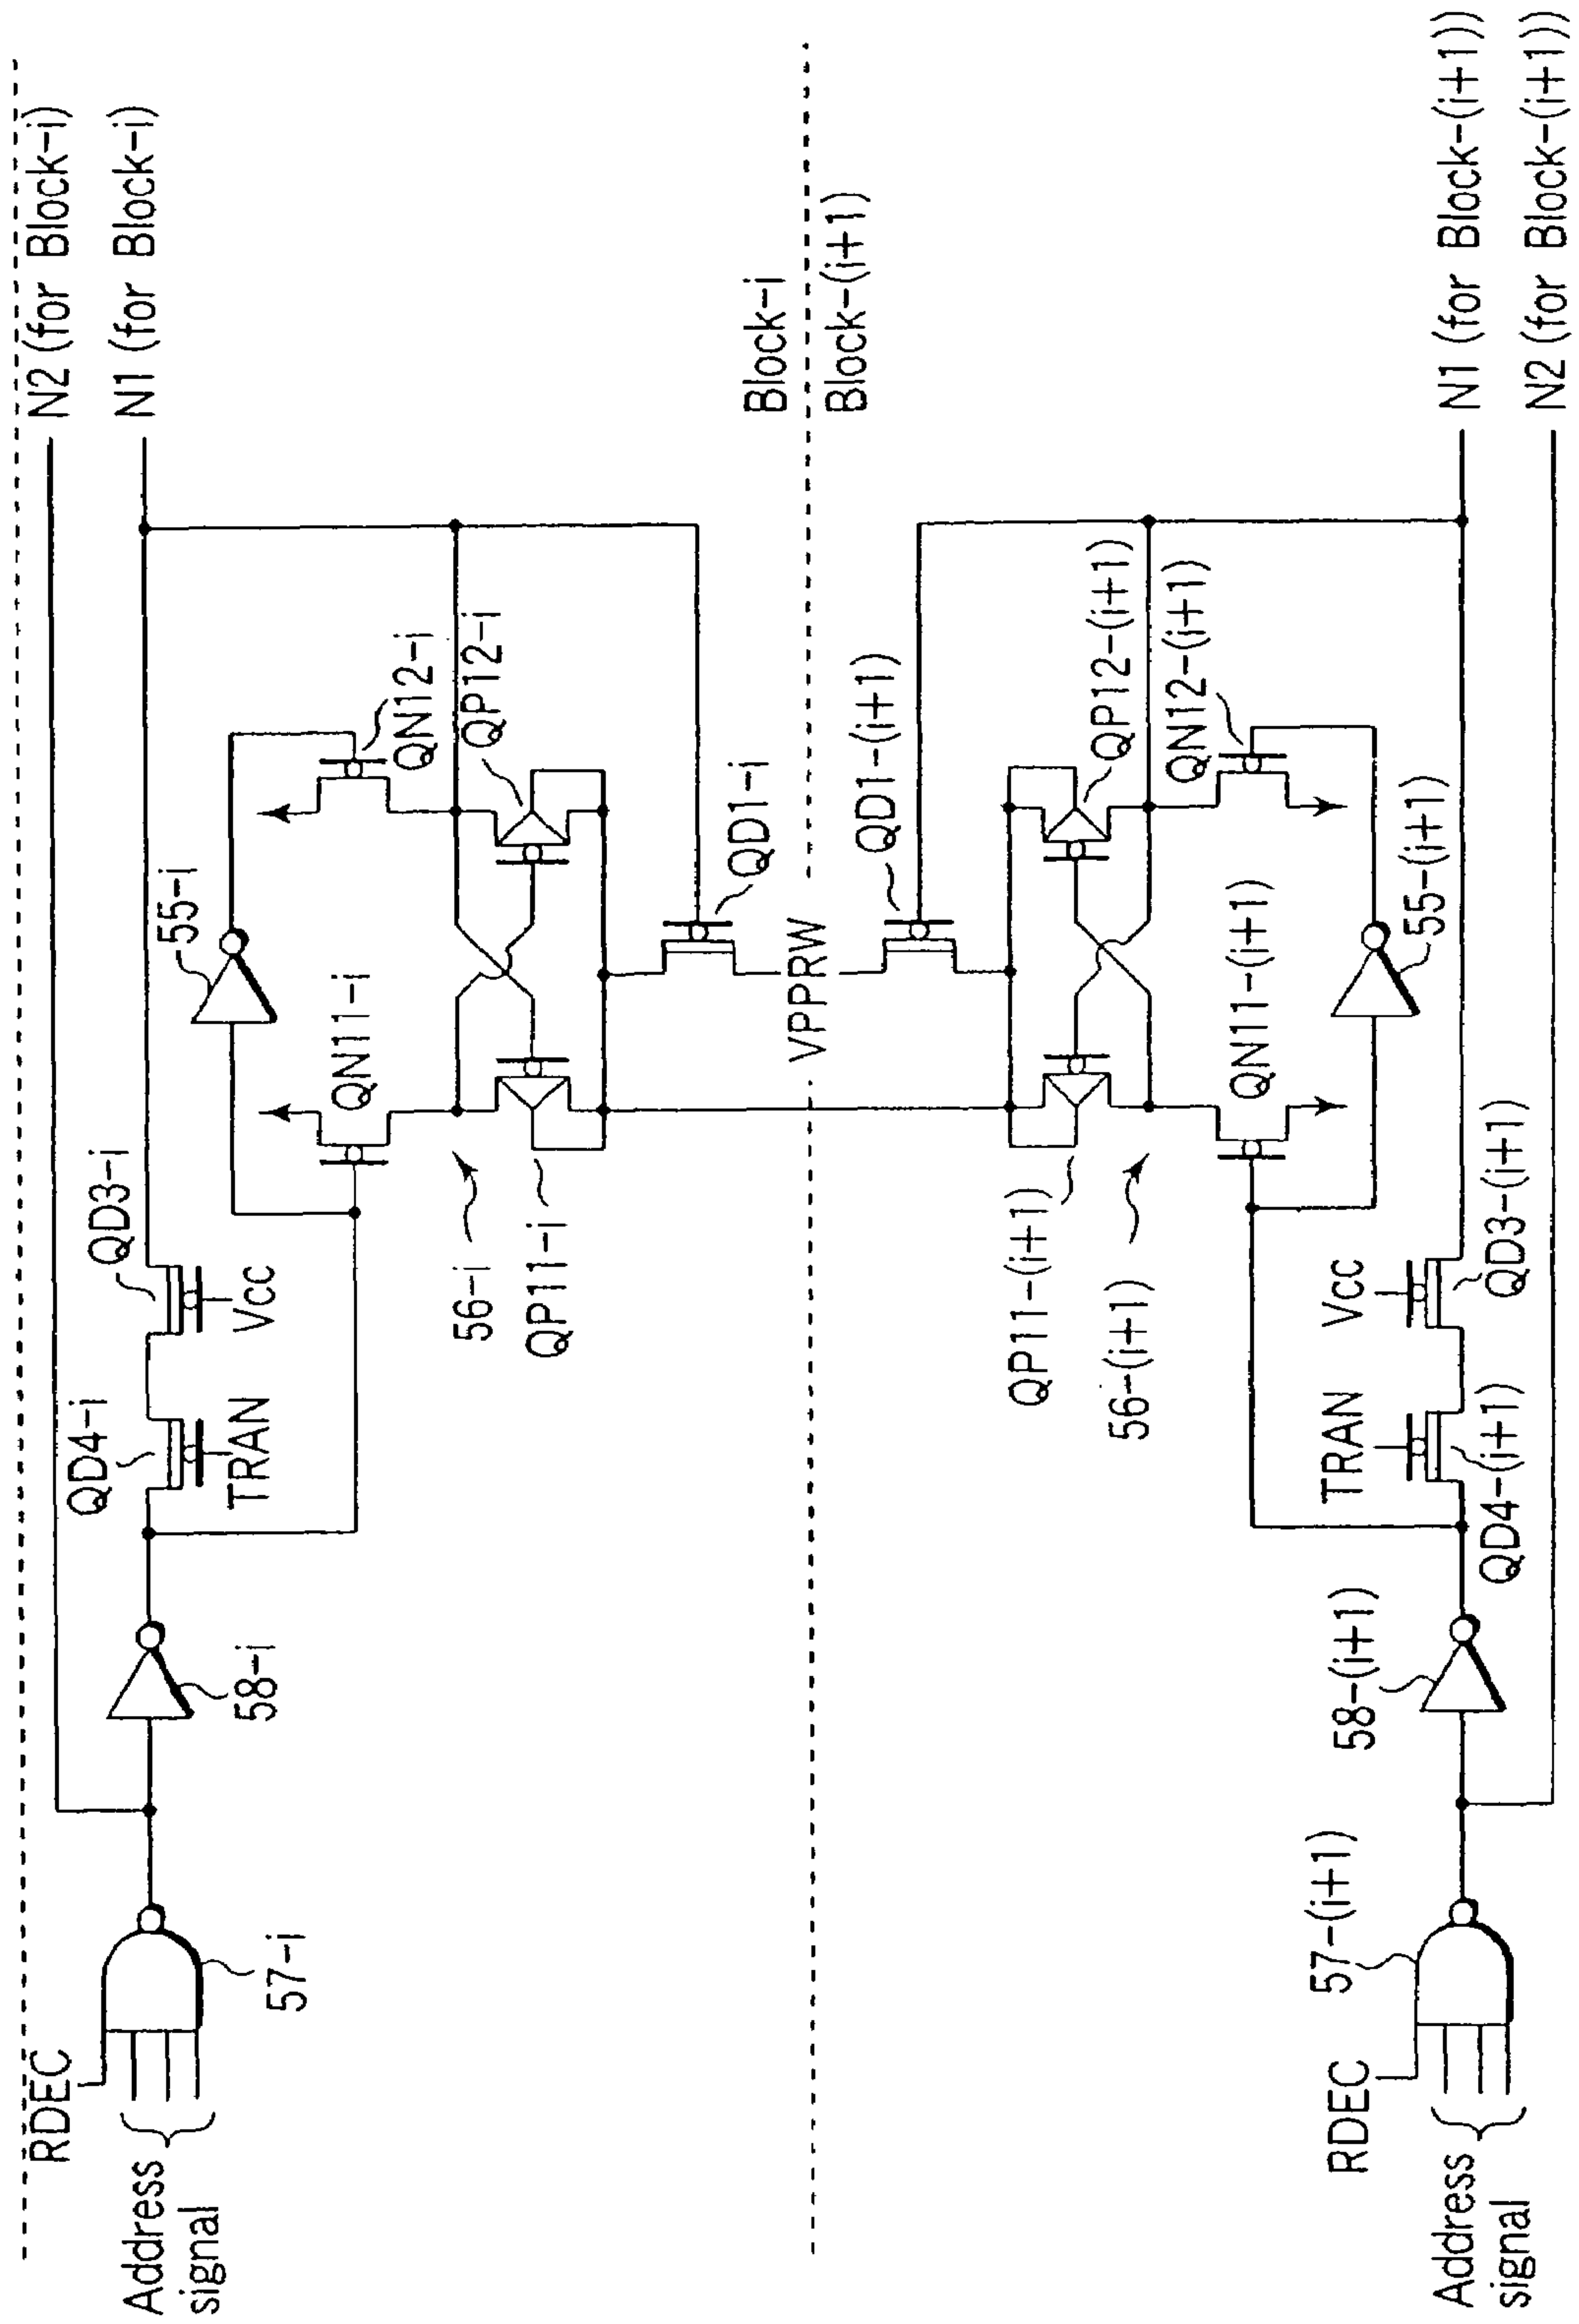 N2 (for Block-i)
N1 (for Block-i)
QN12-i
QP12-i
QD1-i
55-i
QN11-i
QD3-i
Vcc
56-i
QP11-i
QD4-i
TRAN
58-i
RDEC
57-i
Address
signal
Block-i
Block-(i+1)
VPPRW
N1 (for Block-(i+1))
N2 (for Block-(i+1))
QD1-(i+1)
QP12-(i+1)
QN12-(i+1)
QN11-(i+1)
55-(i+1)
QP11-(i+1)
56-(i+1)
Vcc
QD3-(i+1)
TRAN
QD4-(i+1)
58-(i+1)
57-(i+1)
RDEC
Address
signal